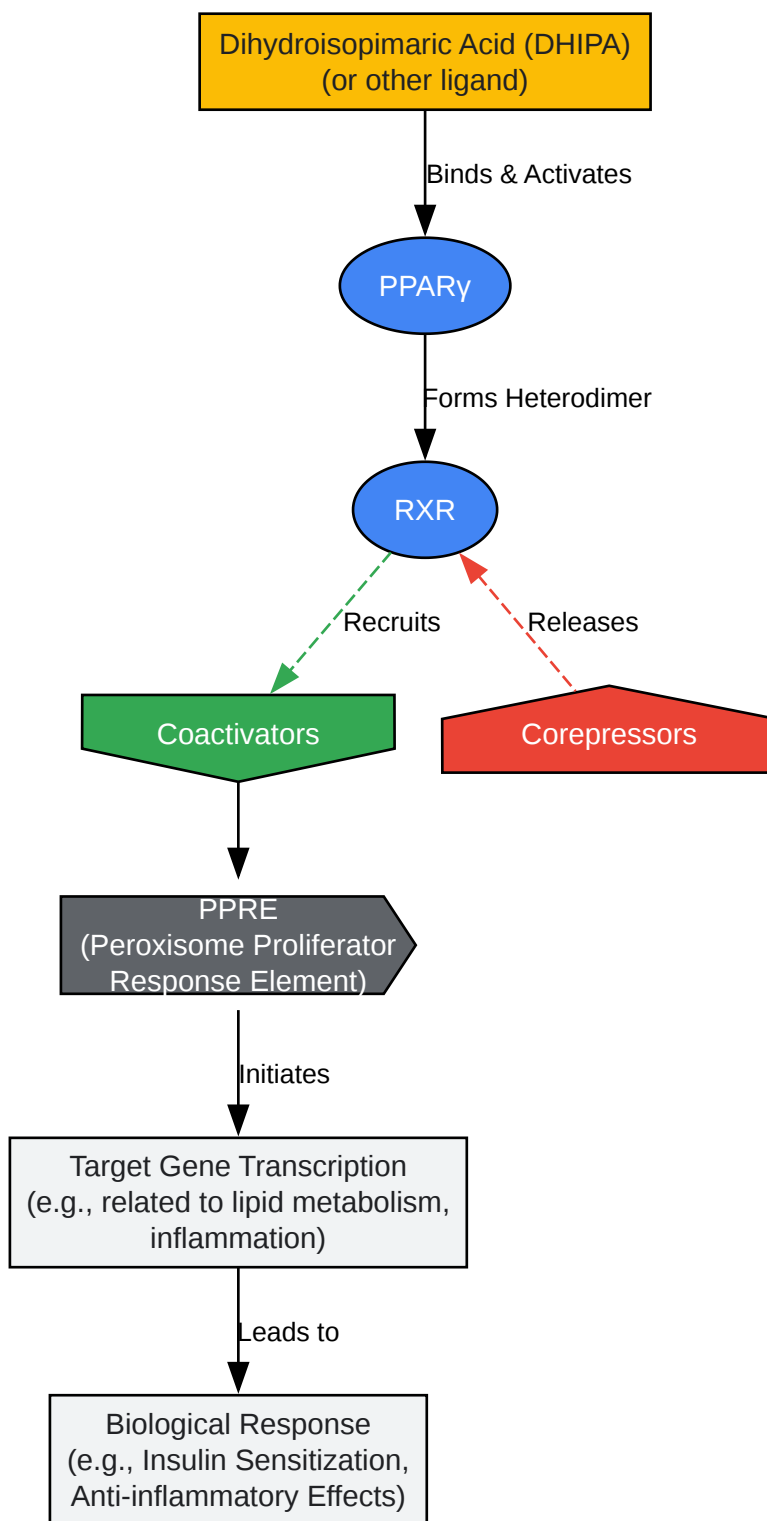 Dihydroisopimaric Acid (DHIPA)
(or other ligand)
Binds & Activates
PPARγ
Forms Heterodimer
RXR
Recruits
Releases
Coactivators
Corepressors
PPRE
(Peroxisome Proliferator
Response Element)
Initiates
Target Gene Transcription
(e.g., related to lipid metabolism,
inflammation)
Leads to
Biological Response
(e.g., Insulin Sensitization,
Anti-inflammatory Effects)